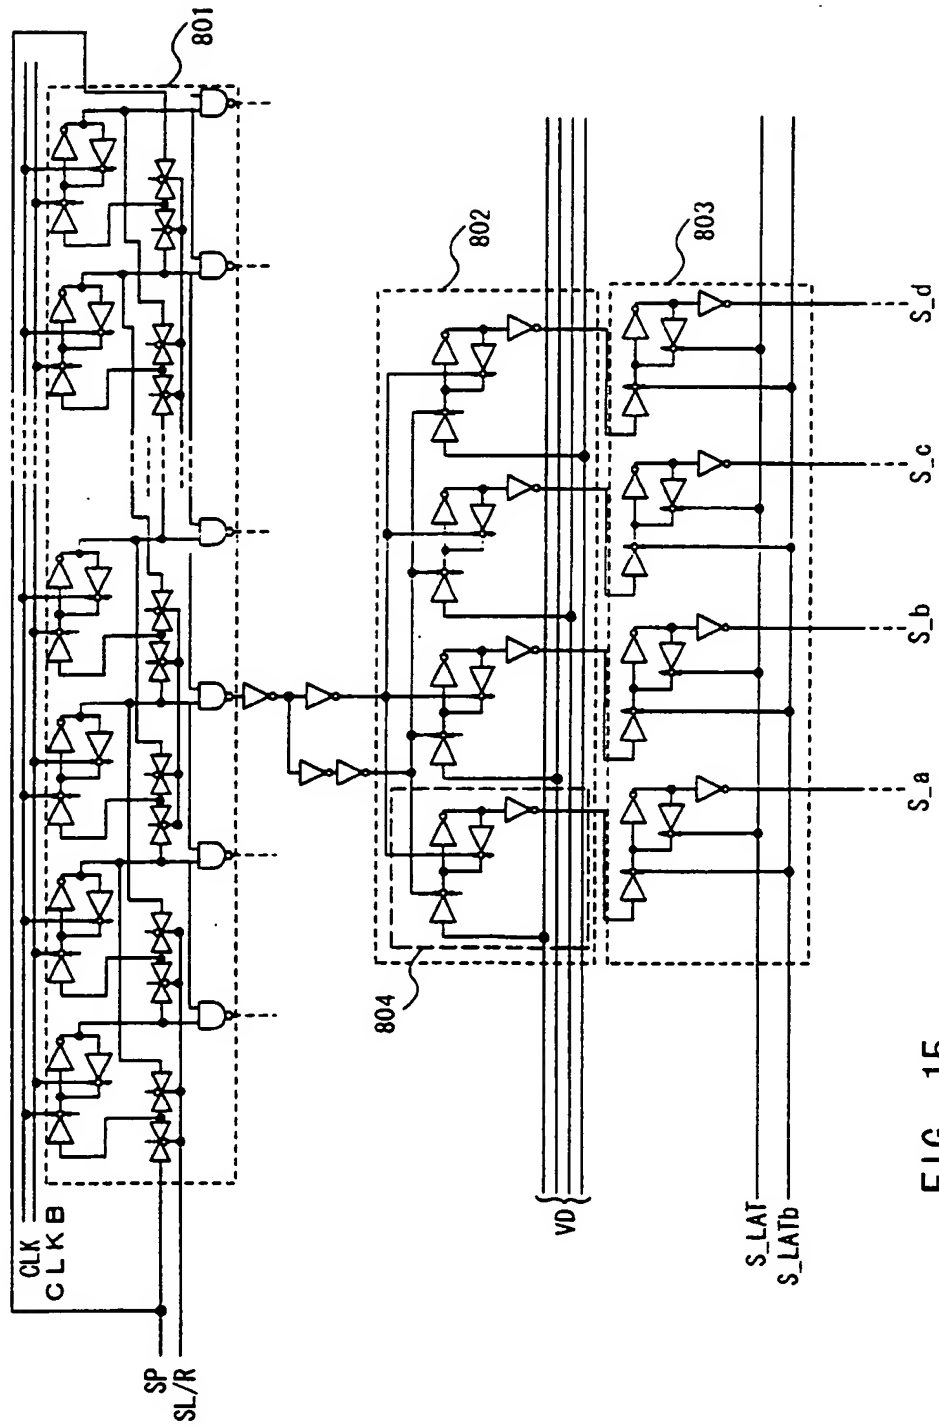 801
CLK
CLKB
SP
SL/R
802
804
VD
803
S_LAT
S_LATb
S_a
S_b
S_c
S_d
FIG. 15